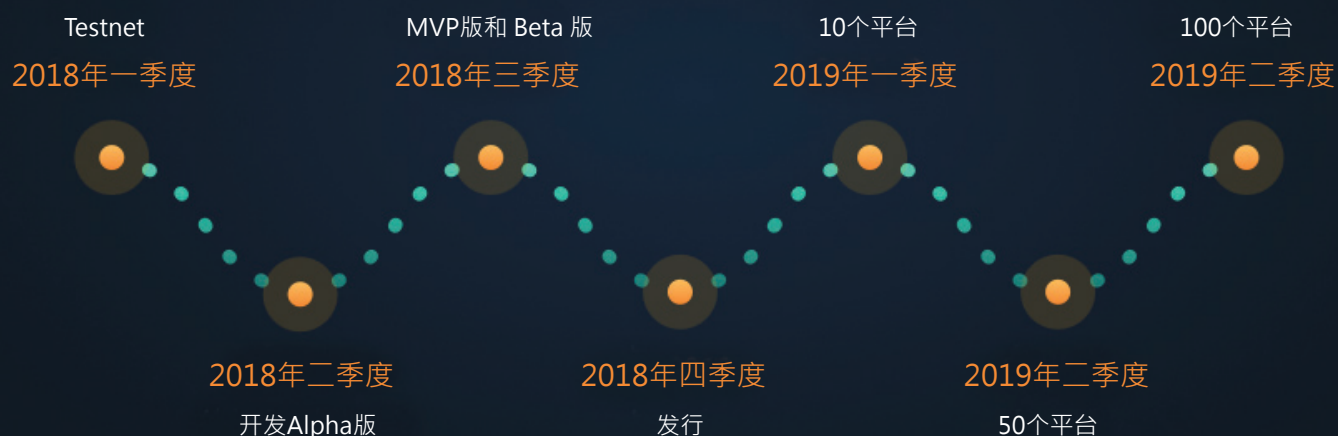 Testnet
2018年一季度
MVP版和 Beta 版
2018年三季度
10个平台
2019年一季度
100个平台
2019年二季度
2018年二季度
开发Alpha版
2018年四季度
发行
2019年二季度
50个平台